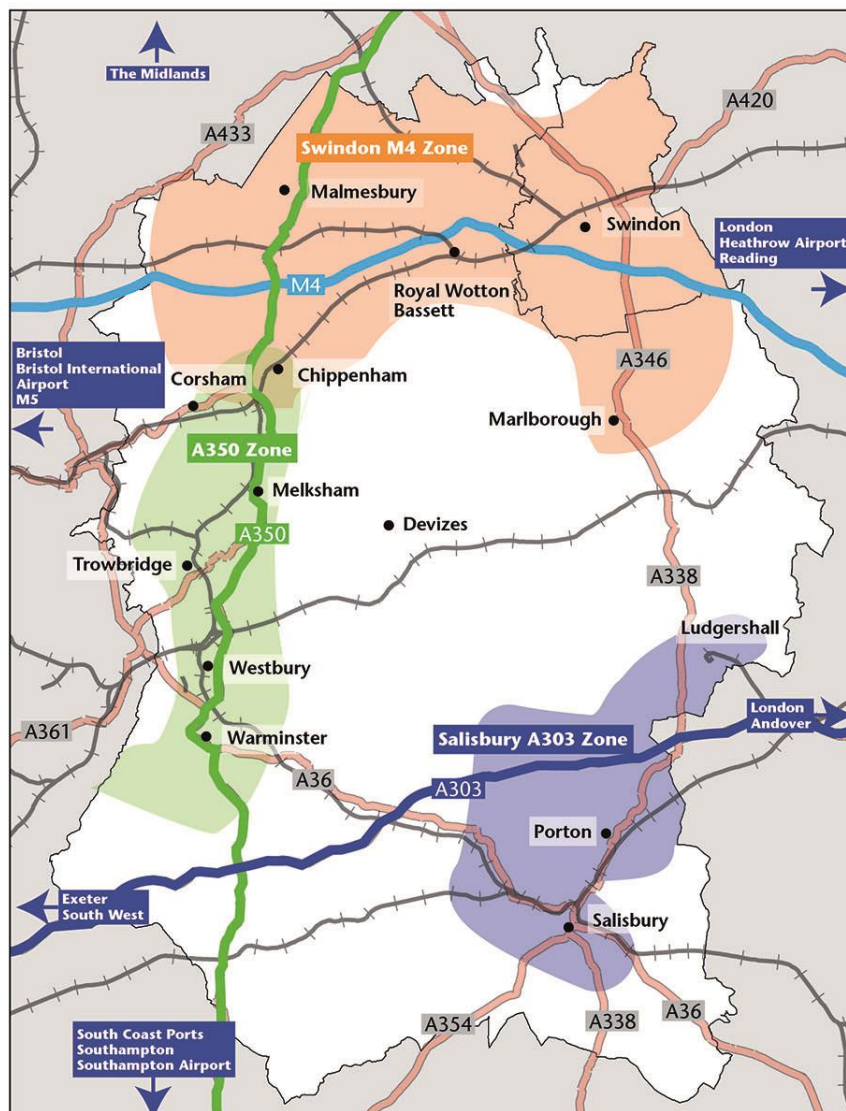 The Midlands
A433
A420
Swindon M4 Zone
Malmesbury
Swindon
London
Heathrow Airport
Reading
M4
Royal Wotton
Bassett
Bristol
Bristol International
Airport
M5
A346
Corsham
Chippenham
Marlborough
A350 Zone
Melksham
A350
Devizes
Trowbridge
A338
Ludgershall
Westbury
London
Andover
A361
Warminster
Salisbury A303 Zone
A36
A303
Porton
Exeter
South West
Salisbury
A354
A338
A36
South Coast Ports
Southampton
Southampton Airport